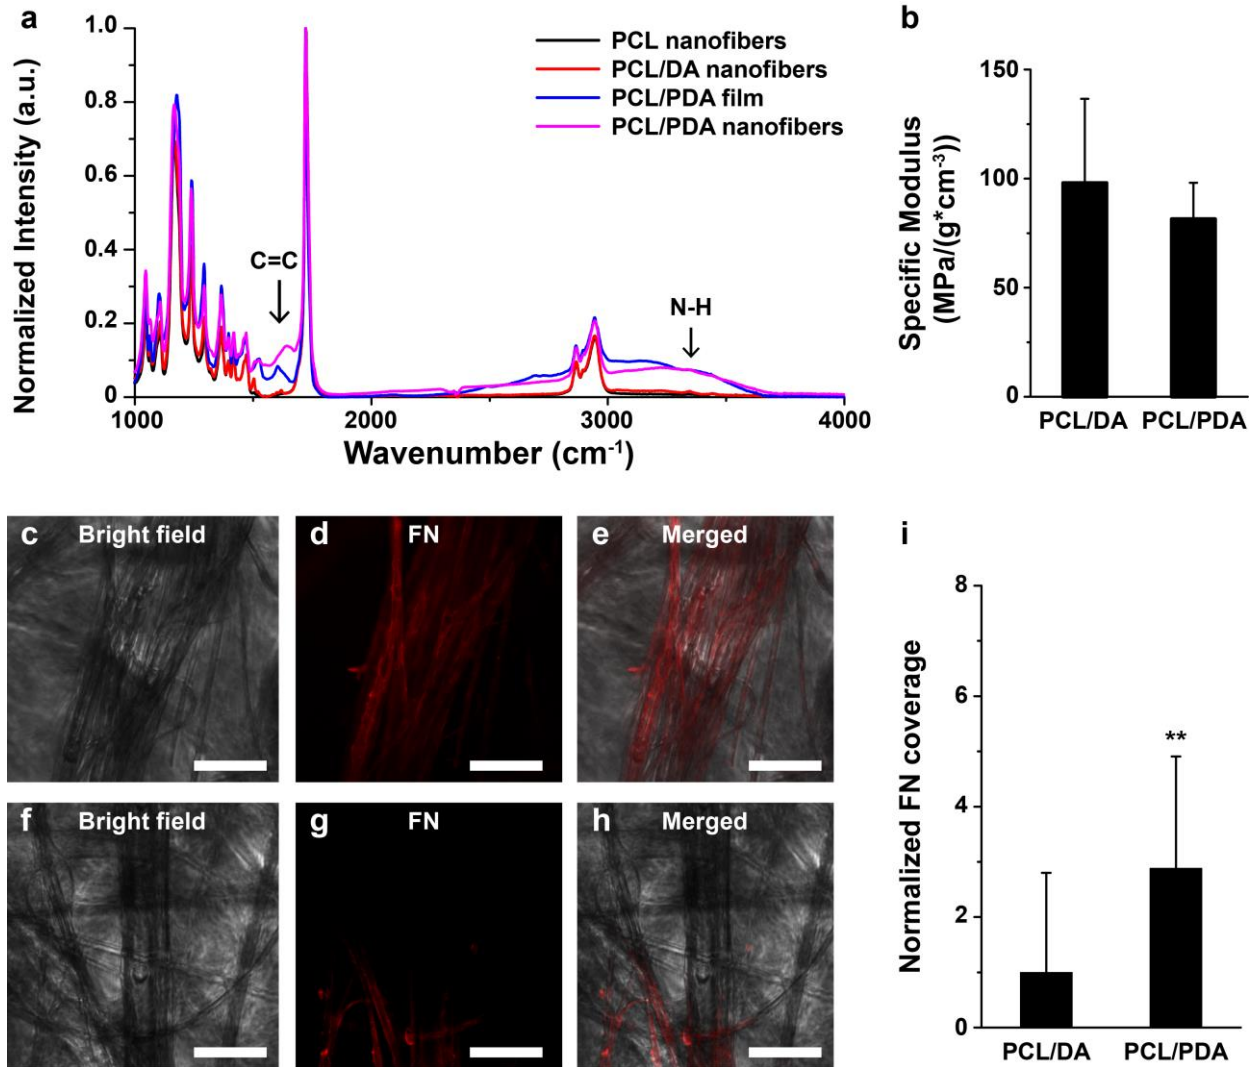 a
Normalized Intensity (a.u.)
1.0
0.8
0.6
0.4
0.2
0
1000
2000
3000
4000
Wavenumber (cm⁻¹)
PCL nanofibers
PCL/DA nanofibers
PCL/PDA film
PCL/PDA nanofibers
C=C
N-H
b
Specific Modulus
(MPa/(g*cm⁻³))
150
100
50
0
PCL/DA
PCL/PDA
c
Bright field
d
FN
e
Merged
f
Bright field
g
FN
h
Merged
i
Normalized FN coverage
8
6
4
2
0
**
PCL/DA
PCL/PDA